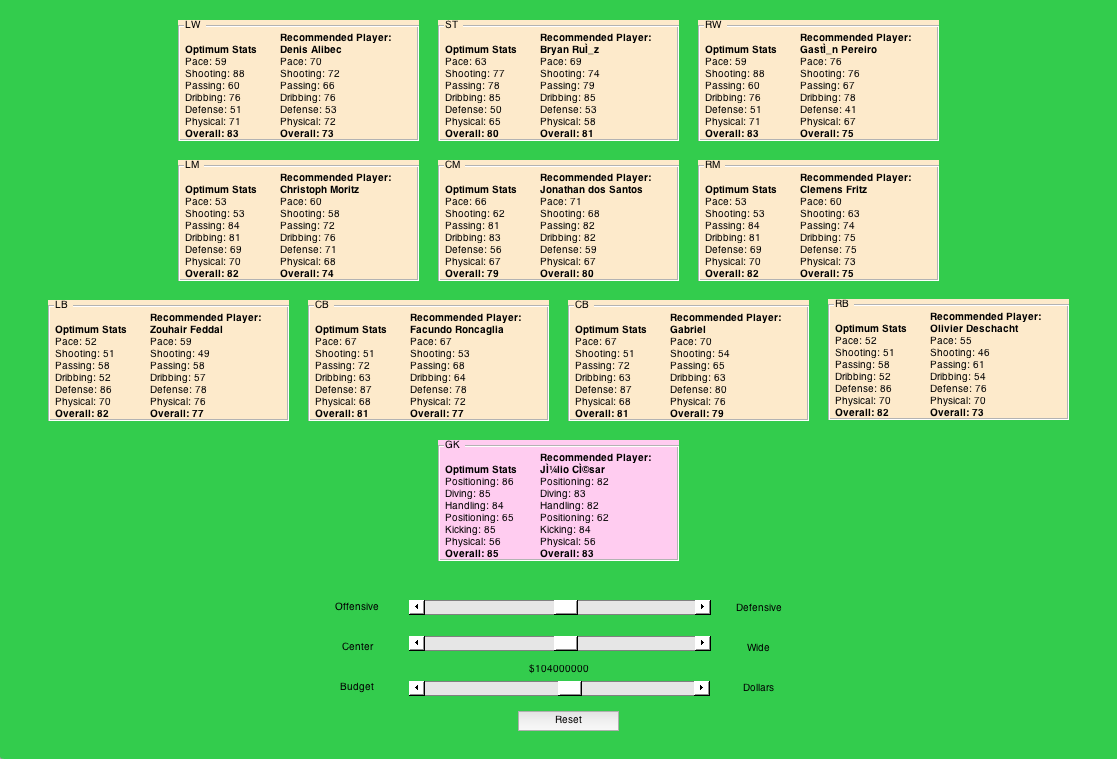 LW
Recommended Player:
Optimum Stats Denis Alibec
Pace: 59 Pace: 70
Shooting: 88 Shooting: 72
Passing: 60 Passing: 66
Dribbing: 76 Dribbing: 76
Defense: 51 Defense: 53
Physical: 71 Physical: 72
Overall: 83 Overall: 73
ST
Recommended Player:
Optimum Stats Bryan RuÌ_z
Pace: 63 Pace: 69
Shooting: 77 Shooting: 74
Passing: 78 Passing: 79
Dribbing: 85 Dribbing: 85
Defense: 50 Defense: 53
Physical: 65 Physical: 58
Overall: 80 Overall: 81
RW
Recommended Player:
Optimum Stats GastÌ_n Pereiro
Pace: 59 Pace: 76
Shooting: 88 Shooting: 76
Passing: 60 Passing: 67
Dribbing: 76 Dribbing: 78
Defense: 51 Defense: 41
Physical: 71 Physical: 67
Overall: 83 Overall: 75
LM
Recommended Player:
Optimum Stats Christoph Moritz
Pace: 53 Pace: 60
Shooting: 53 Shooting: 58
Passing: 84 Passing: 72
Dribbing: 81 Dribbing: 76
Defense: 69 Defense: 71
Physical: 70 Physical: 68
Overall: 82 Overall: 74
CM
Recommended Player:
Optimum Stats Jonathan dos Santos
Pace: 66 Pace: 71
Shooting: 62 Shooting: 68
Passing: 81 Passing: 82
Dribbing: 83 Dribbing: 82
Defense: 56 Defense: 59
Physical: 67 Physical: 67
Overall: 79 Overall: 80
RM
Recommended Player:
Optimum Stats Clemens Fritz
Pace: 53 Pace: 60
Shooting: 53 Shooting: 63
Passing: 84 Passing: 74
Dribbing: 81 Dribbing: 75
Defense: 69 Defense: 75
Physical: 70 Physical: 73
Overall: 82 Overall: 75
LB
Recommended Player:
Optimum Stats Zouhair Feddal
Pace: 52 Pace: 59
Shooting: 51 Shooting: 49
Passing: 58 Passing: 58
Dribbing: 52 Dribbing: 57
Defense: 86 Defense: 78
Physical: 70 Physical: 76
Overall: 82 Overall: 77
CB
Recommended Player:
Optimum Stats Facundo Roncaglia
Pace: 67 Pace: 67
Shooting: 51 Shooting: 53
Passing: 72 Passing: 68
Dribbing: 63 Dribbing: 64
Defense: 87 Defense: 78
Physical: 68 Physical: 72
Overall: 81 Overall: 77
CB
Recommended Player:
Optimum Stats Gabriel
Pace: 67 Pace: 70
Shooting: 51 Shooting: 54
Passing: 72 Passing: 65
Dribbing: 63 Dribbing: 63
Defense: 87 Defense: 80
Physical: 68 Physical: 76
Overall: 81 Overall: 79
RB
Recommended Player:
Optimum Stats Olivier Deschacht
Pace: 52 Pace: 55
Shooting: 51 Shooting: 46
Passing: 58 Passing: 61
Dribbing: 52 Dribbing: 54
Defense: 86 Defense: 76
Physical: 70 Physical: 70
Overall: 82 Overall: 73
GK
Recommended Player:
Optimum Stats JÌ¼lio CÌ©sar
Positioning: 86 Positioning: 82
Diving: 85 Diving: 83
Handling: 84 Handling: 82
Positioning: 65 Positioning: 62
Kicking: 85 Kicking: 84
Physical: 56 Physical: 56
Overall: 85 Overall: 83
Offensive Defensive
Center Wide
$104000000
Budget Dollars
Reset